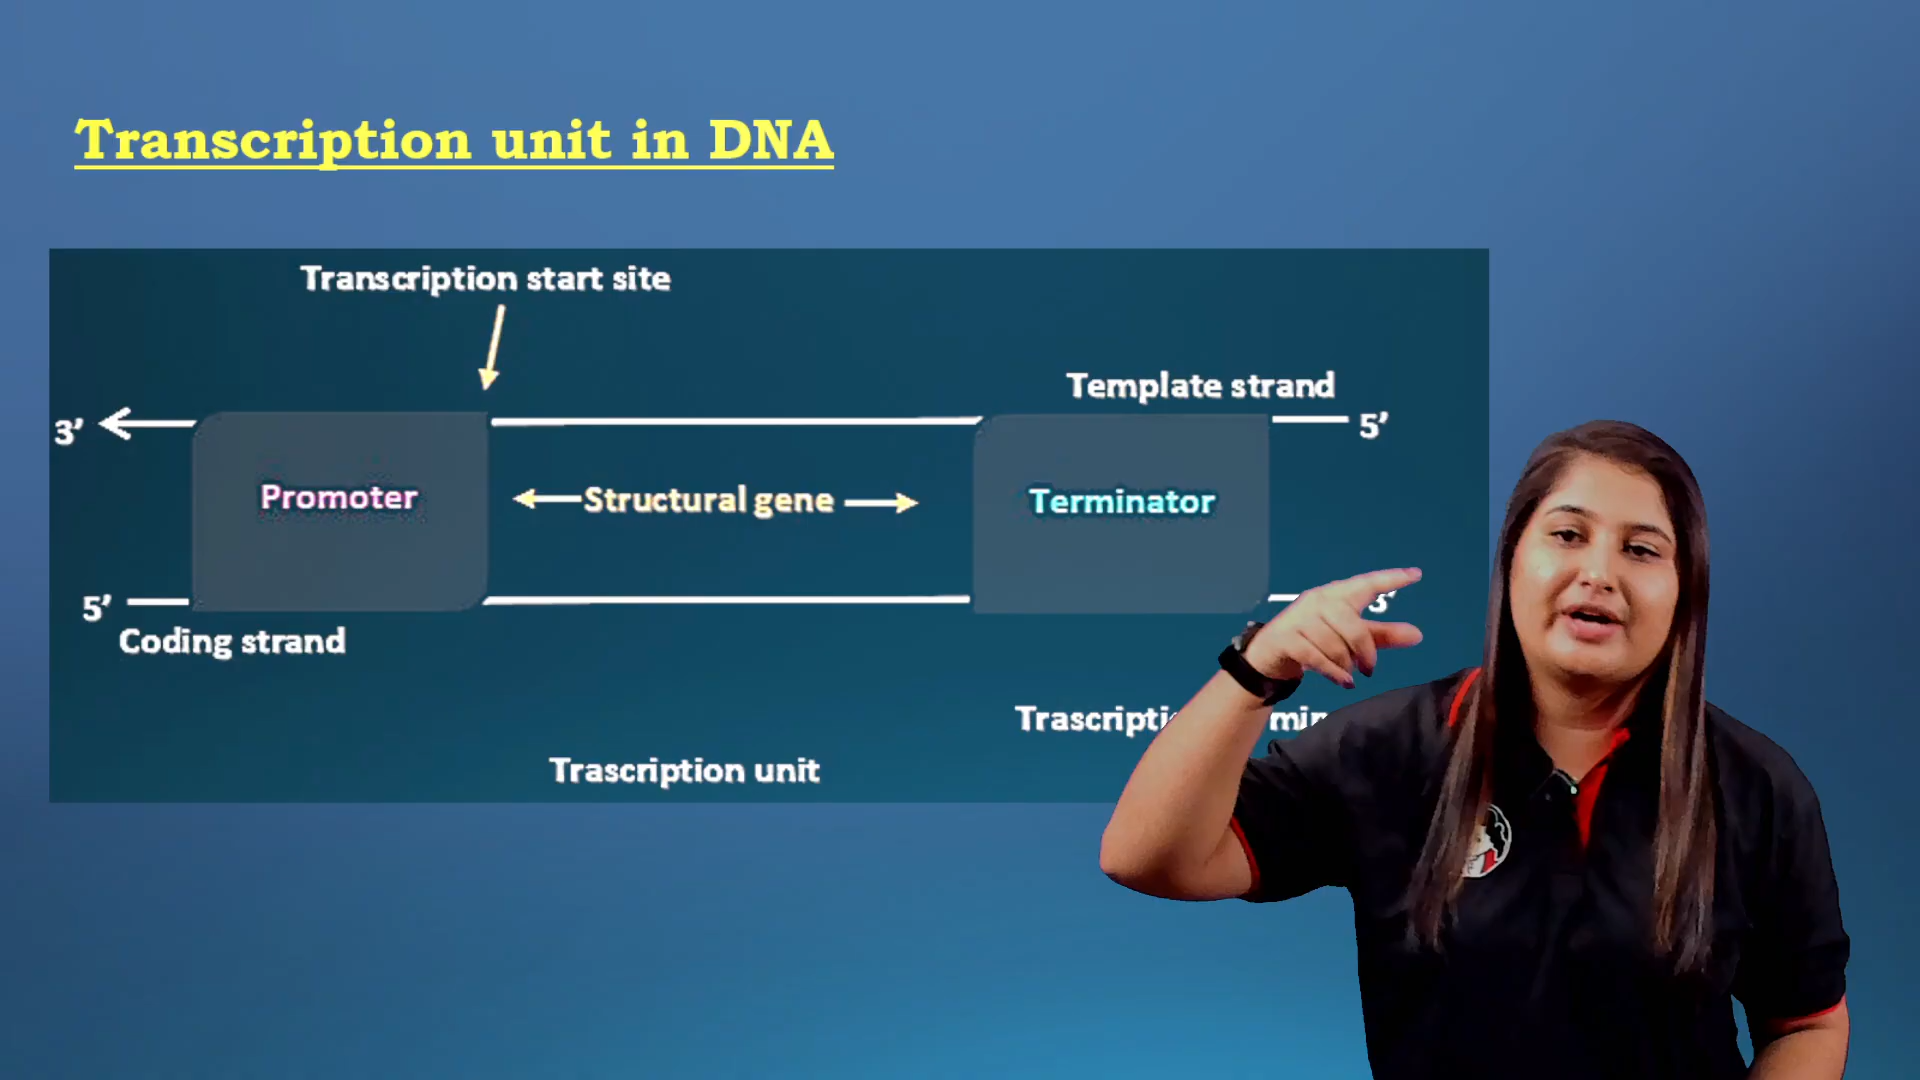 Transcription unit in DNA
Transcription start site
Template strand
3’
5’
Promoter
Structural gene
Terminator
5’
3’
Coding strand
Trascription unit